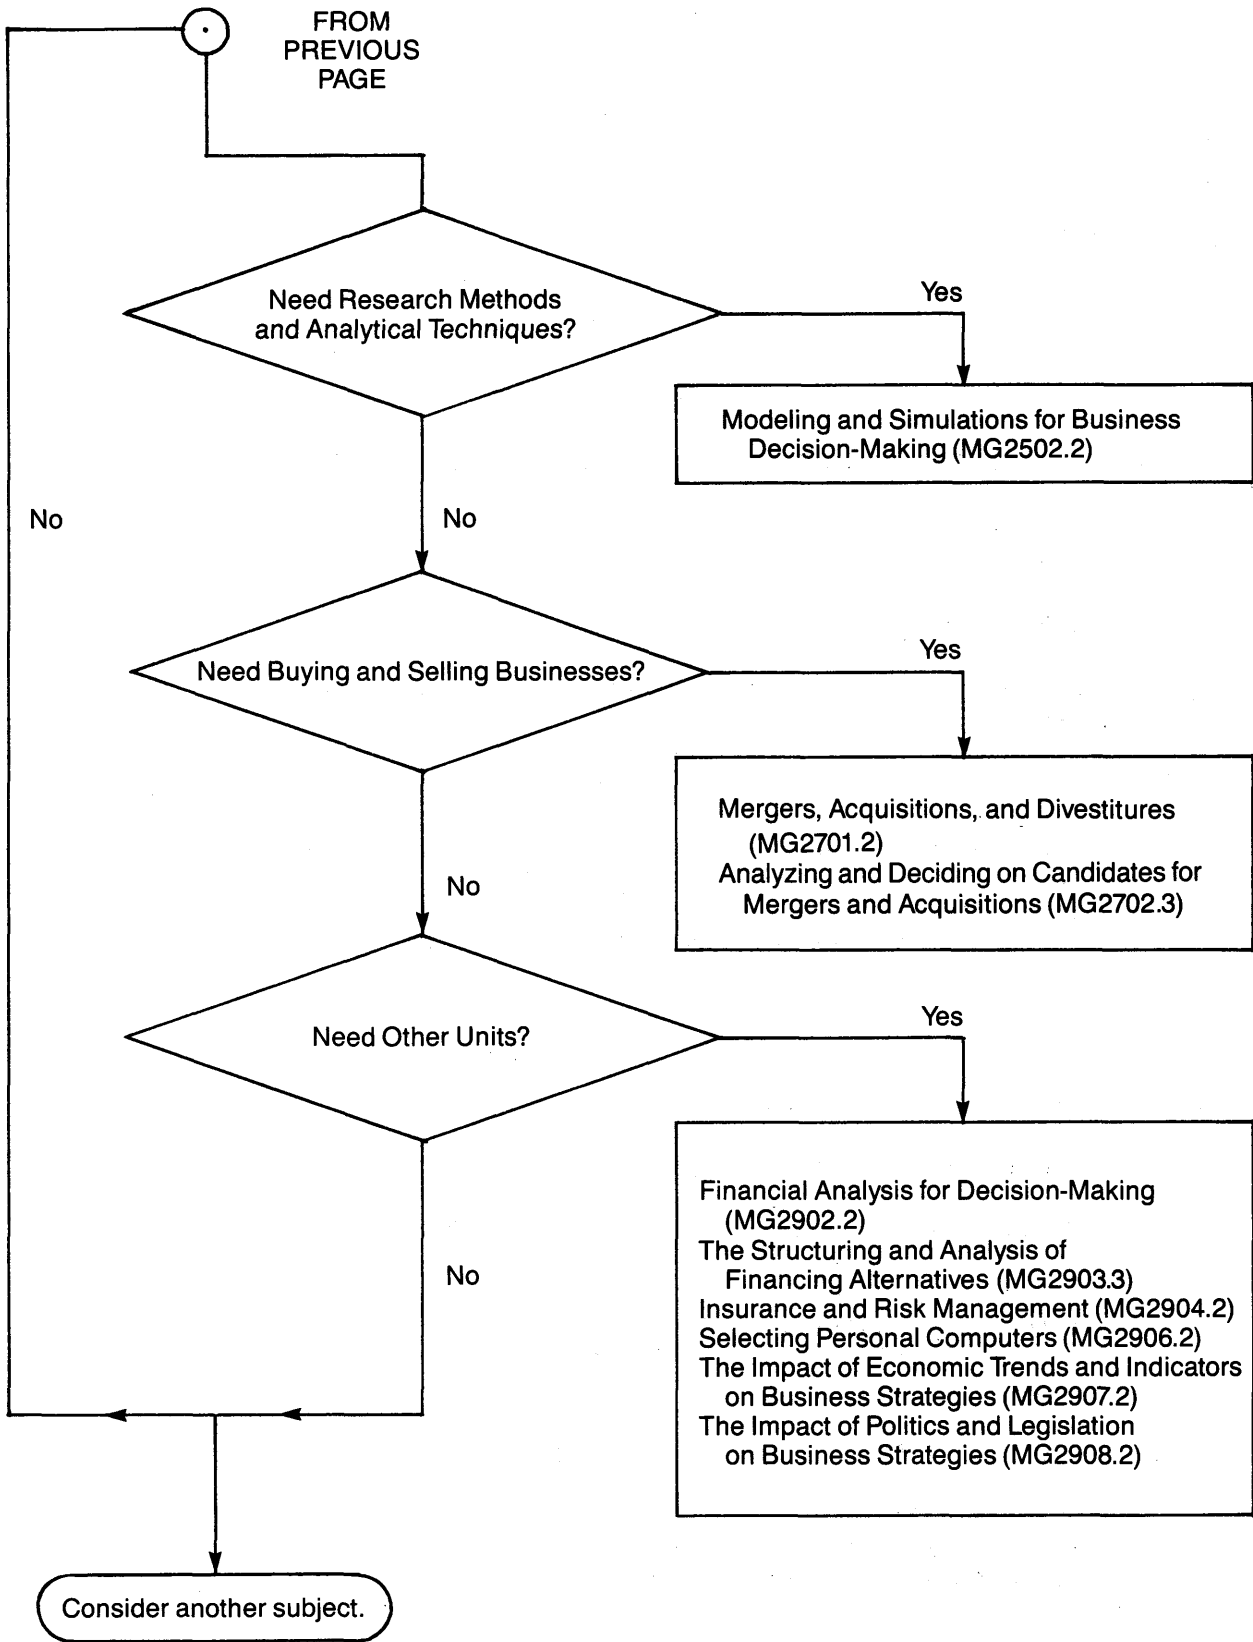 FROM
PREVIOUS
PAGE
Need Research Methods
and Analytical Techniques?
Yes
Modeling and Simulations for Business
Decision-Making (MG2502.2)
No
No
Need Buying and Selling Businesses?
Yes
Mergers, Acquisitions, and Divestitures
(MG2701.2)
Analyzing and Deciding on Candidates for
Mergers and Acquisitions (MG2702.3)
No
Need Other Units?
Yes
Financial Analysis for Decision-Making
(MG2902.2)
The Structuring and Analysis of
Financing Alternatives (MG2903.3)
Insurance and Risk Management (MG2904.2)
Selecting Personal Computers (MG2906.2)
The Impact of Economic Trends and Indicators
on Business Strategies (MG2907.2)
The Impact of Politics and Legislation
on Business Strategies (MG2908.2)
No
Consider another subject.